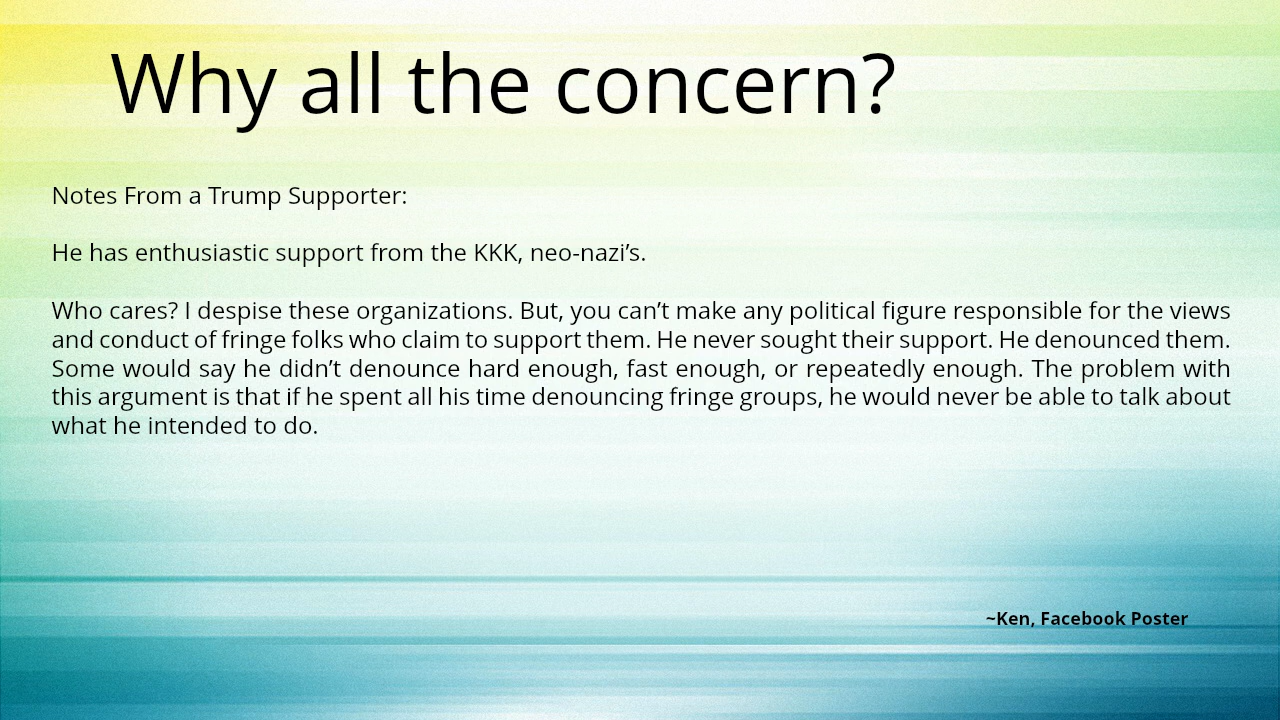 Why all the concern?
Notes From a Trump Supporter:
He has enthusiastic support from the KKK, neo-nazi’s.
Who cares? I despise these organizations. But, you can’t make any political figure responsible for the views
and conduct of fringe folks who claim to support them. He never sought their support. He denounced them.
Some would say he didn’t denounce hard enough, fast enough, or repeatedly enough. The problem with
this argument is that if he spent all his time denouncing fringe groups, he would never be able to talk about
what he intended to do.
~Ken, Facebook Poster